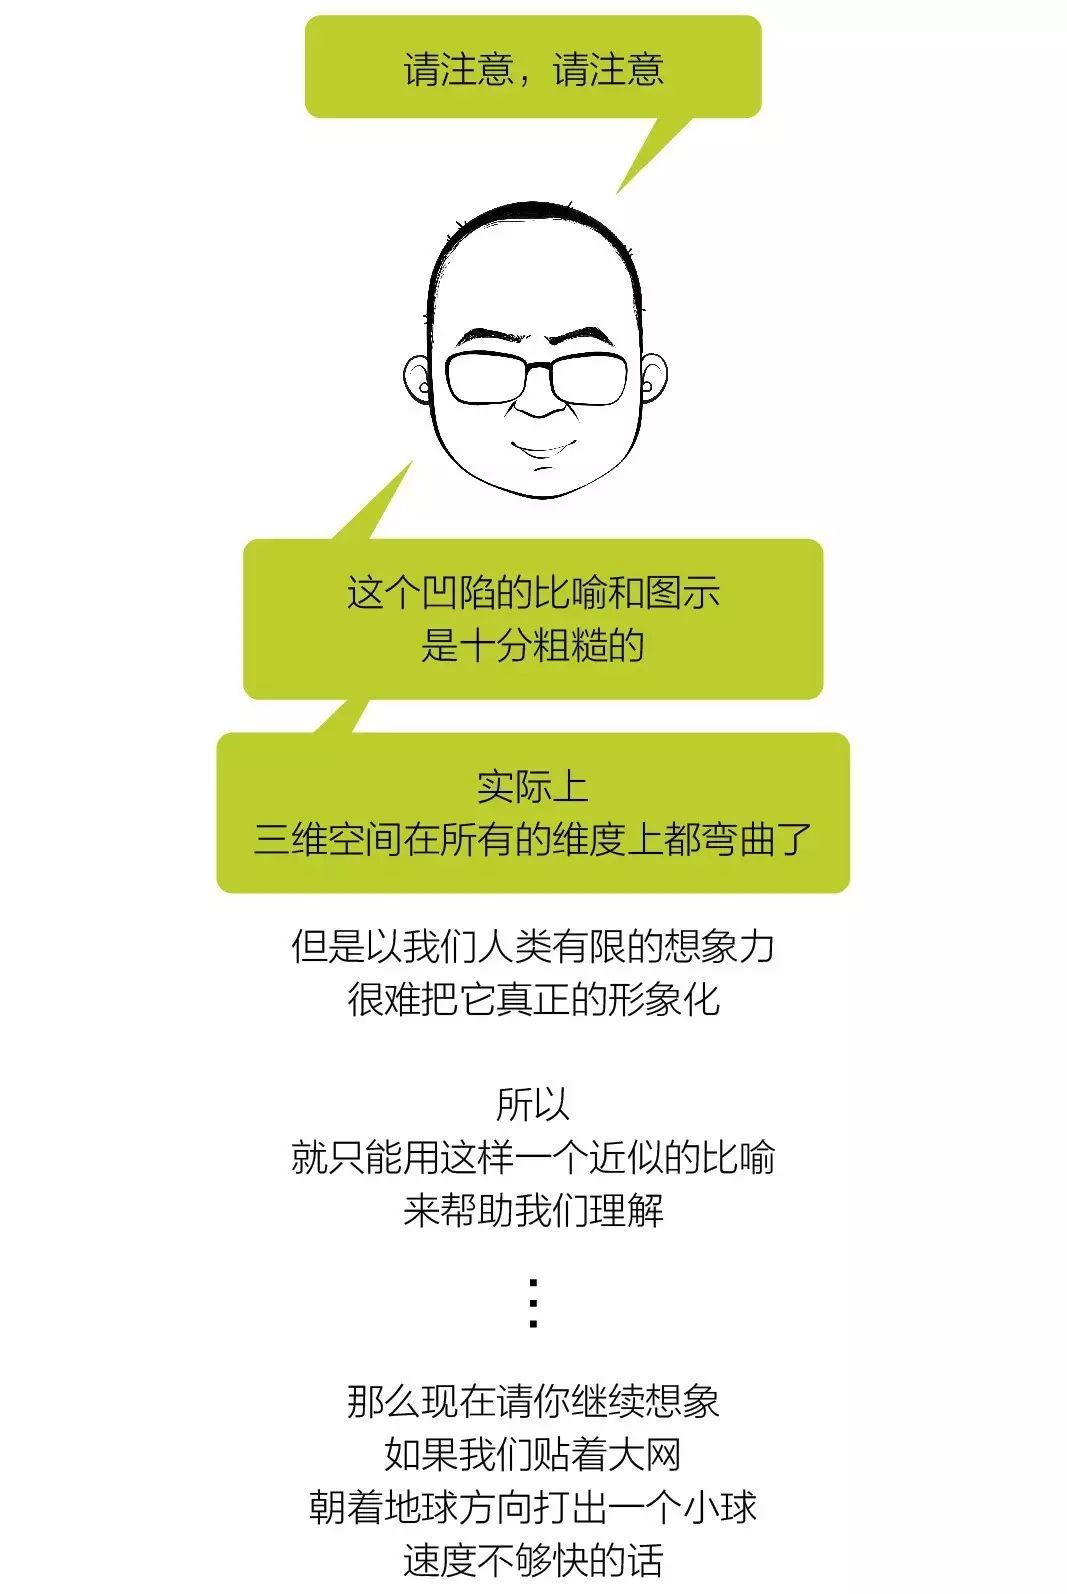 请注意，请注意
这个凹陷的比喻和图示
是十分粗糙的
实际上
三维空间在所有的维度上都弯曲了
但是以我们人类有限的想象力
很难把它真正的形象化
所以
就只能用这样一个近似的比喻
来帮助我们理解
⋮
那么现在请你继续想象
如果我们贴着大网
朝着地球方向打出一个小球
速度不够快的话